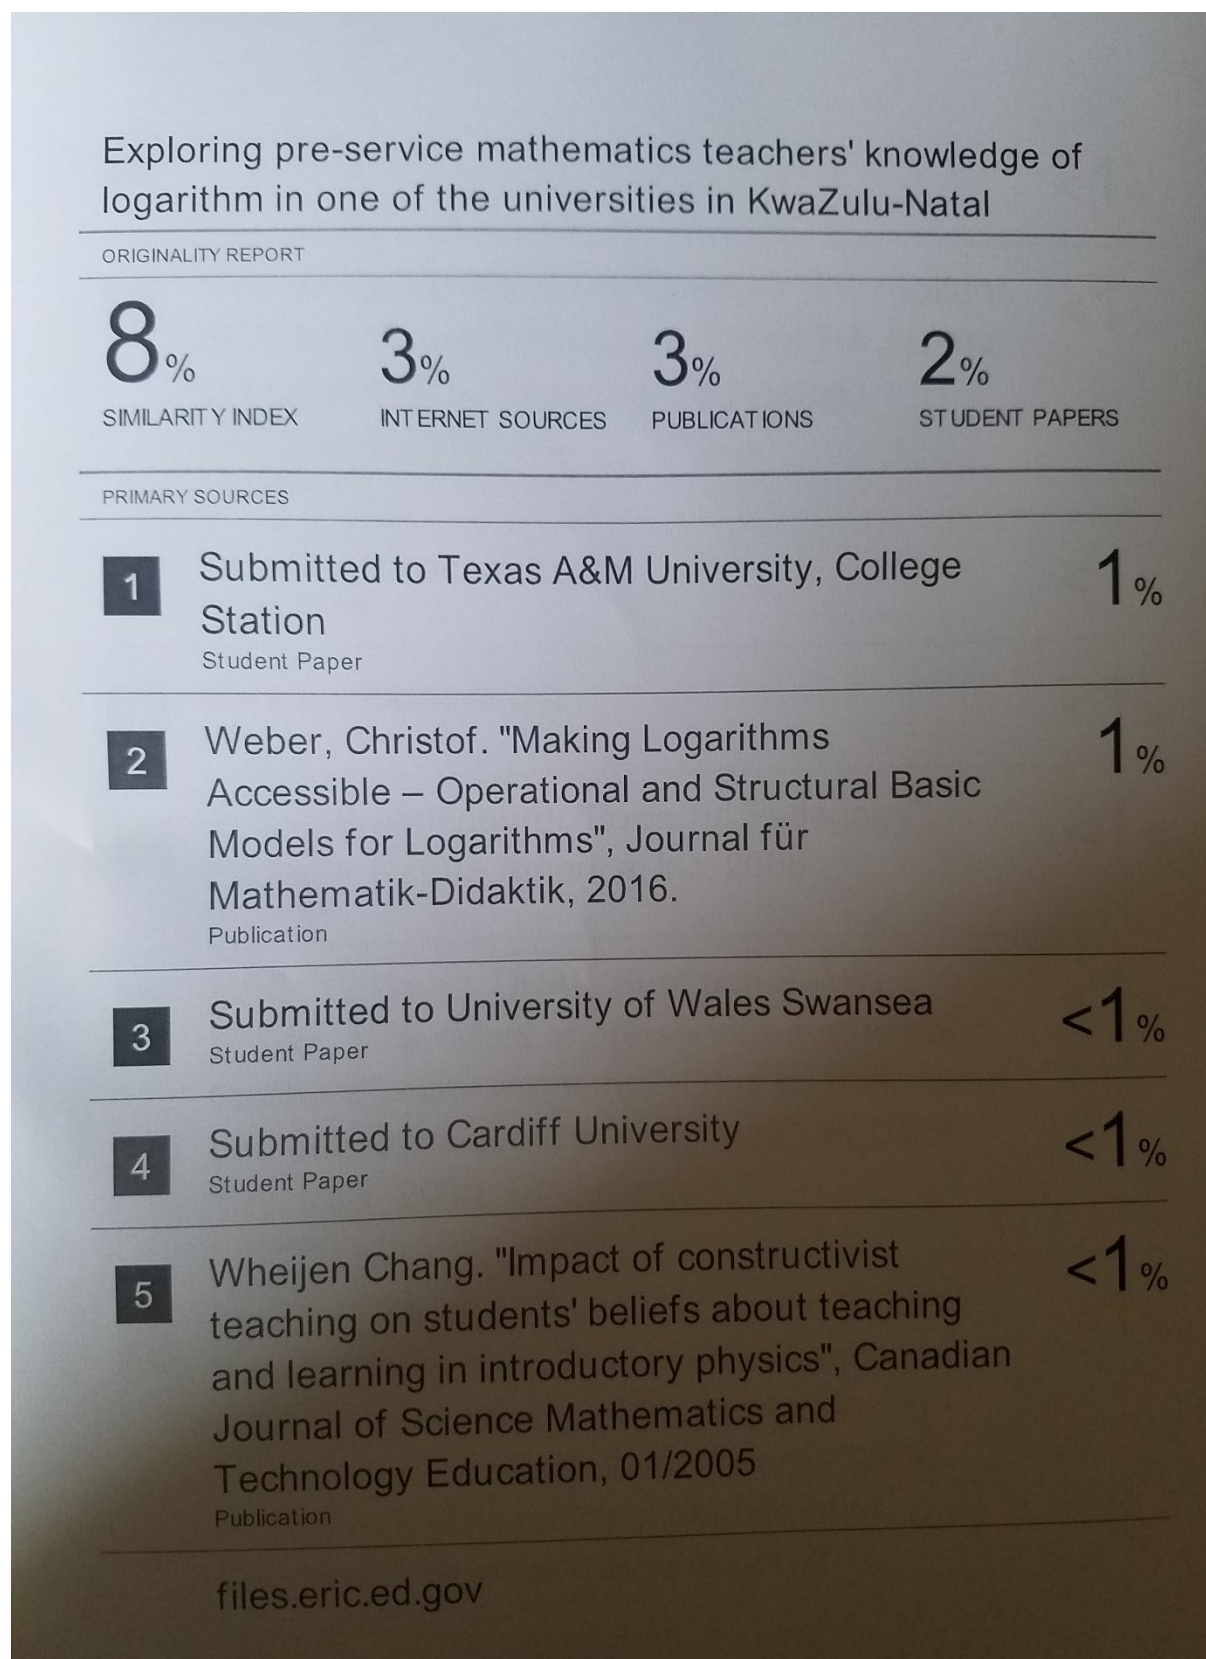 Exploring pre-service mathematics teachers' knowledge of
logarithm in one of the universities in KwaZulu-Natal
ORIGINALITY REPORT
8% 3% 3% 2%
SIMILARITY INDEX INTERNET SOURCES PUBLICATIONS STUDENT PAPERS
PRIMARY SOURCES
1 Submitted to Texas A&M University, College 1%
Station
Student Paper
2 Weber, Christof. "Making Logarithms 1%
Accessible – Operational and Structural Basic
Models for Logarithms", Journal für
Mathematik-Didaktik, 2016.
Publication
3 Submitted to University of Wales Swansea <1%
Student Paper
4 Submitted to Cardiff University <1%
Student Paper
5 Wheijen Chang. "Impact of constructivist <1%
teaching on students' beliefs about teaching
and learning in introductory physics", Canadian
Journal of Science Mathematics and
Technology Education, 01/2005
Publication
files.eric.ed.gov